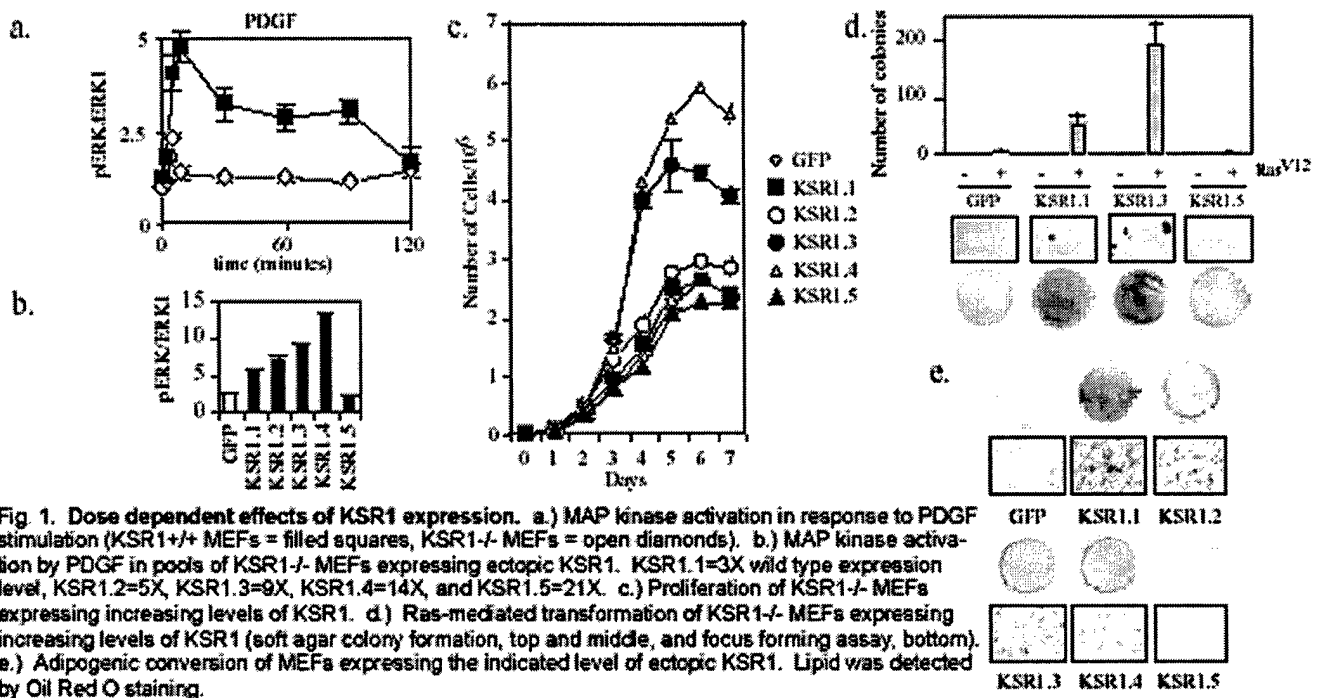 a.
PDGF
5
2.5
0
pERK.ERK1
0 60 120
time (minutes)
b.
15
10
5
0
pERK/ERK1
GFP
KSR1.1
KSR1.2
KSR1.3
KSR1.4
KSR1.5
c.
7
6
5
4
3
2
1
0
Number of Cells/10^6
0 1 2 3 4 5 6 7
Days
GFP
KSR1.1
KSR1.2
KSR1.3
KSR1.4
KSR1.5
d.
200
100
0
Number of colonies
- + - + - + - + RasV12
GFP KSR1.1 KSR1.3 KSR1.5
e.
GFP KSR1.1 KSR1.2
KSR1.3 KSR1.4 KSR1.5
Fig. 1. Dose dependent effects of KSR1 expression. a.) MAP kinase activation in response to PDGF
stimulation (KSR1+/+ MEFs = filled squares, KSR1-/- MEFs = open diamonds). b.) MAP kinase activa-
tion by PDGF in pools of KSR1-/- MEFs expressing ectopic KSR1. KSR1.1=3X wild type expression
level, KSR1.2=5X, KSR1.3=9X, KSR1.4=14X, and KSR1.5=21X. c.) Proliferation of KSR1-/- MEFs
expressing increasing levels of KSR1. d.) Ras-mediated transformation of KSR1-/- MEFs expressing
increasing levels of KSR1 (soft agar colony formation, top and middle, and focus forming assay, bottom).
e.) Adipogenic conversion of MEFs expressing the indicated level of ectopic KSR1. Lipid was detected
by Oil Red O staining.